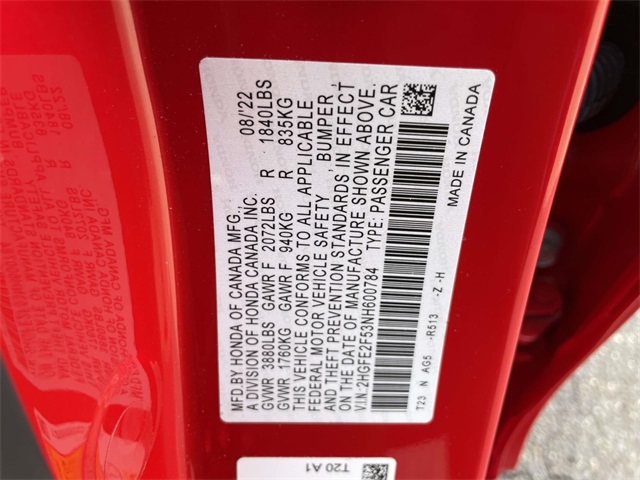 MFD.BY HONDA OF CANADA MFG., 08/'22
A DIVISION OF HONDA CANADA INC.
GVWR 3880LBS GAWR F 2072LBS R 1840LBS
GVWR 1760KG GAWR F 940KG R 835KG
THIS VEHICLE CONFORMS TO ALL APPLICABLE
FEDERAL MOTOR VEHICLE SAFETY, BUMPER,
AND THEFT PREVENTION STANDARDS IN EFFECT
ON THE DATE OF MANUFACTURE SHOWN ABOVE.
V.I.N.:2HGFE2F53NH600784 TYPE: PASSENGER CAR
T23 N AG5 -R513 -Z -H
MADE IN CANADA
T20 A1